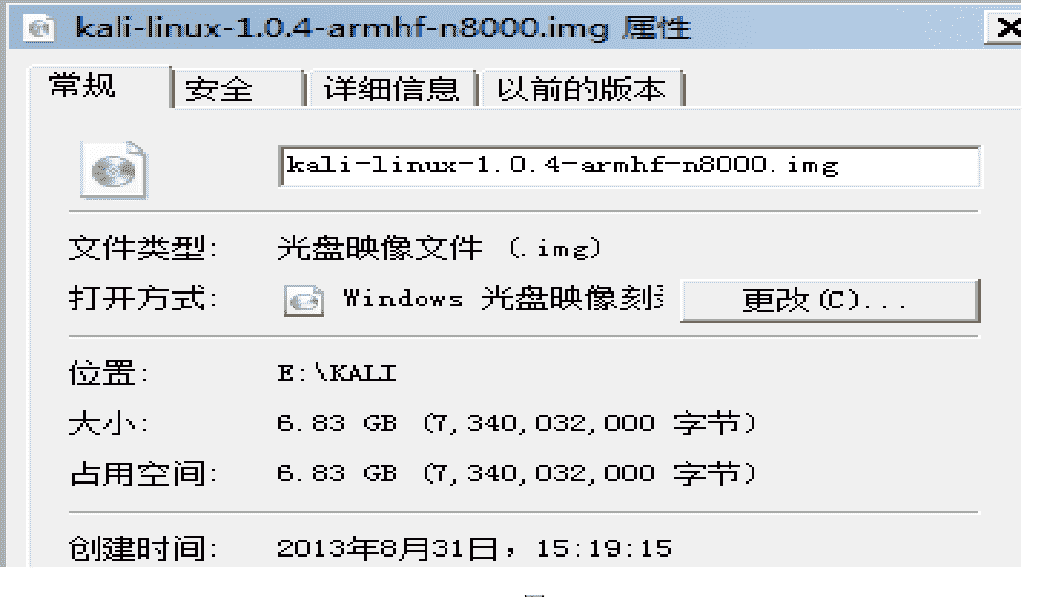 kali-linux-1.0.4-armhf-n8000.img 属性
常规 安全 详细信息 以前的版本
kali-linux-1.0.4-armhf-n8000.img
文件类型: 光盘映像文件 (.img)
打开方式: Windows 光盘映像刻 更改(C)...
位置: E:\KALI
大小: 6.83 GB (7,340,032,000 字节)
占用空间: 6.83 GB (7,340,032,000 字节)
创建时间: 2013年8月31日，15:19:15